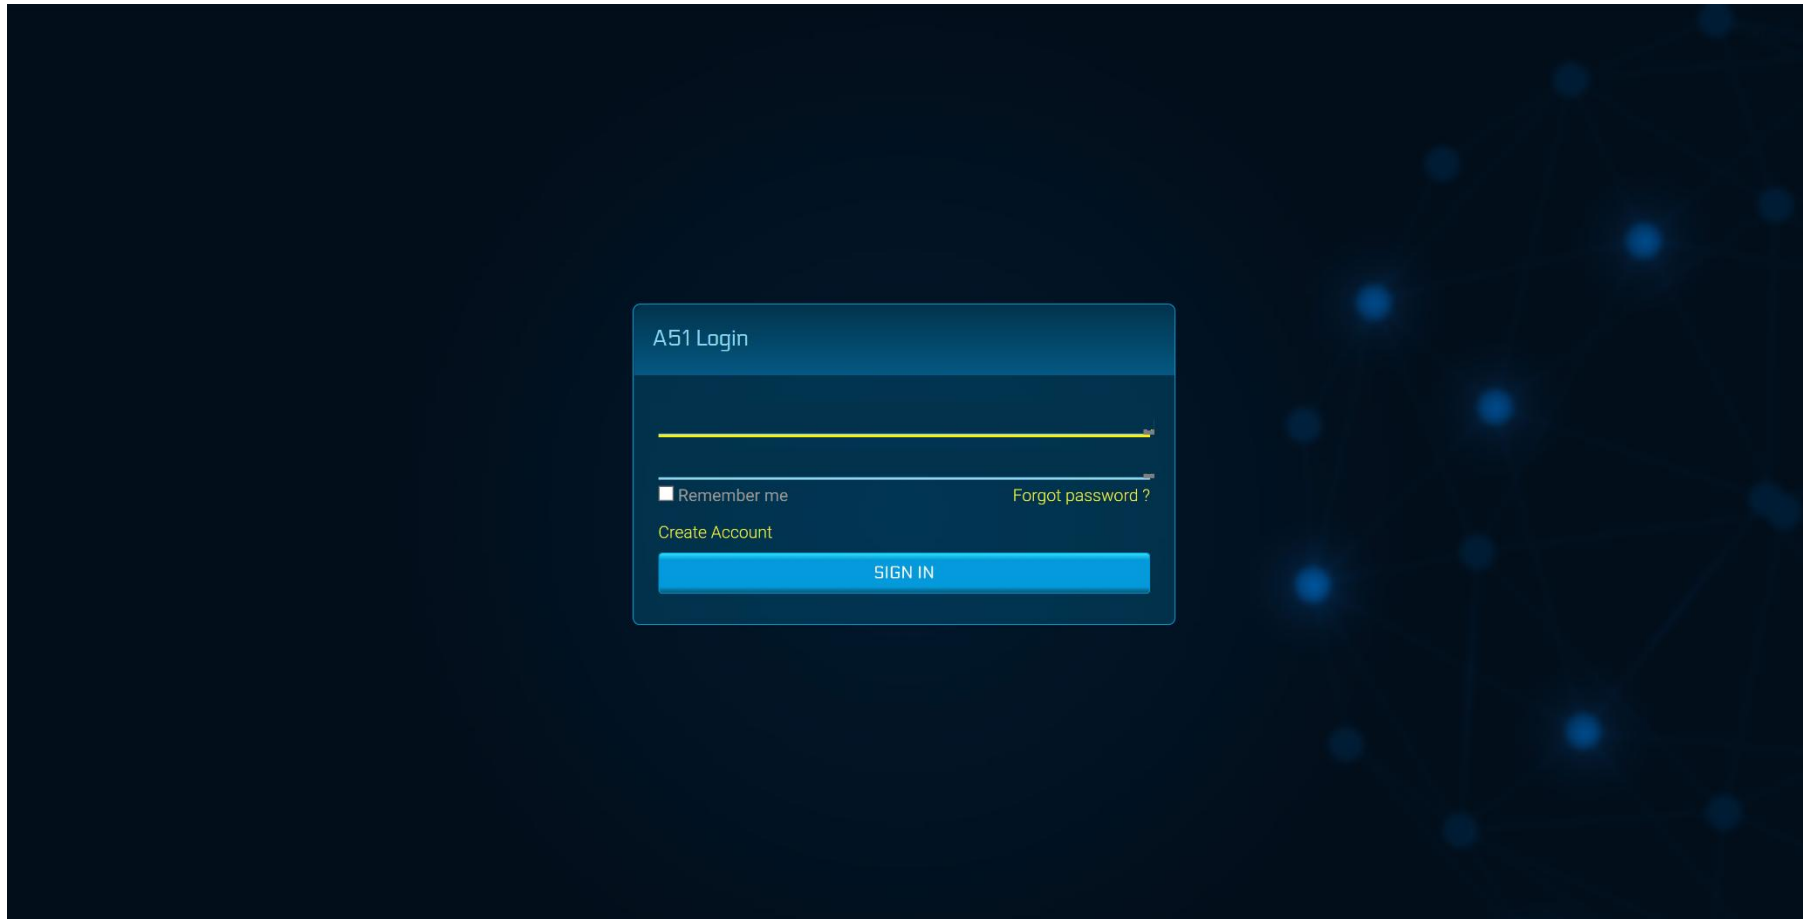 A51 Login
Remember me
Forgot password ?
Create Account
SIGN IN